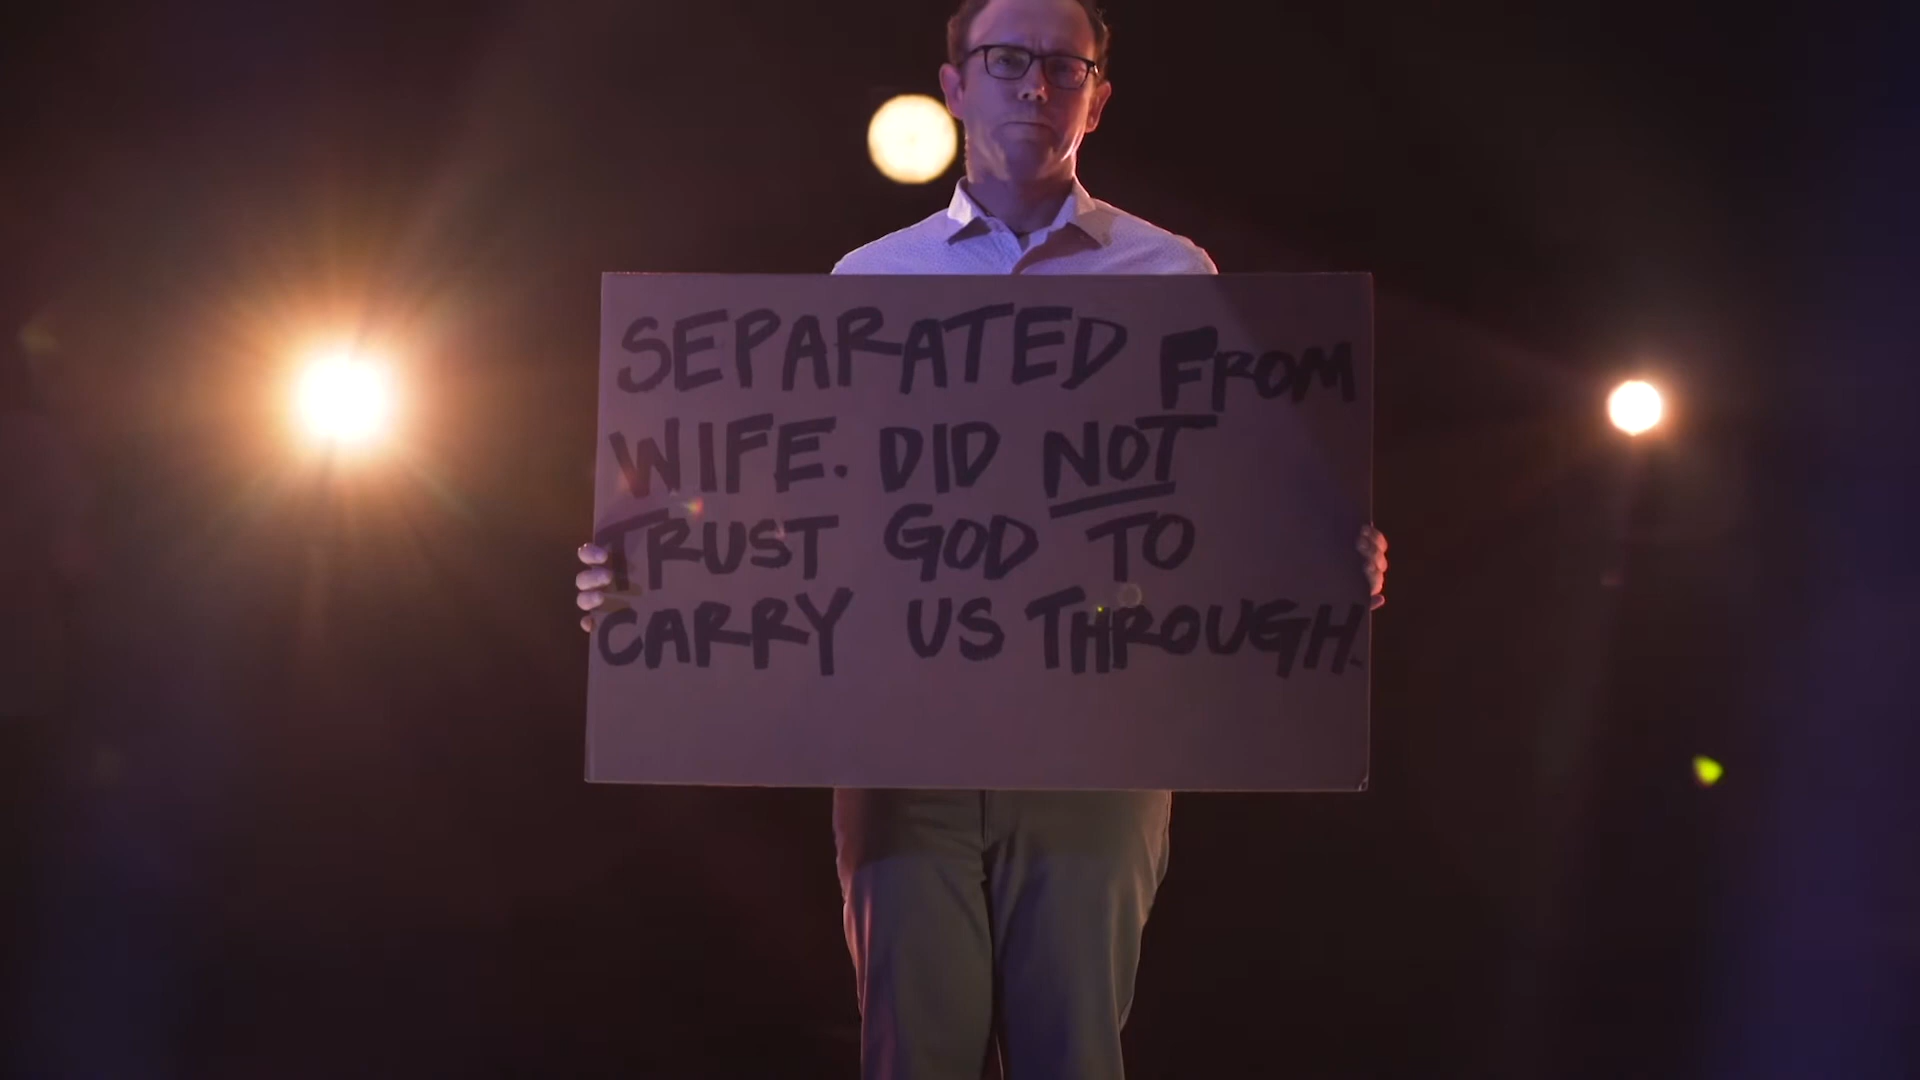 SEPARATED FROM
WIFE. DID NOT
TRUST GOD TO
CARRY US THROUGH.